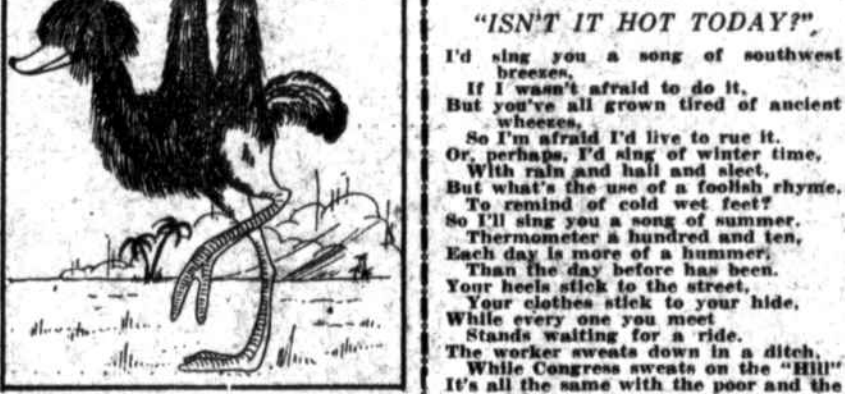 "ISN'T IT HOT TODAY?"
I'd sing you a song of southwest
breezes,
If I wasn't afraid to do it,
But you've all grown tired of ancient
wheezes,
So I'm afraid I'd live to rue it.
Or, perhaps, I'd sing of winter time,
With rain and hail and sleet,
But what's the use of a foolish rhyme,
To remind of cold wet feet?
So I'll sing you a song of summer,
Thermometer a hundred and ten,
Each day is more of a hummer,
Than the day before has been.
Your heels stick to the street,
Your clothes stick to your hide,
While every one you meet
Stands waiting for a ride.
The worker sweats down in a ditch,
While Congress sweats on the "Hill"
It's all the same with the poor and the